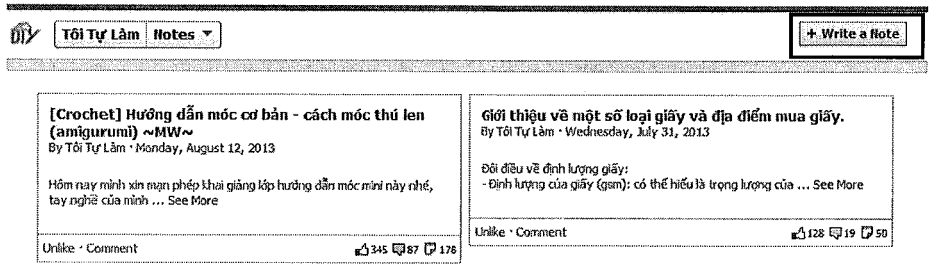 DIY Tôi Tự Làm Notes ▼ + Write a Note
[Crochet] Hướng dẫn móc cơ bản - cách móc thú len
(amigurumi) ~MW~
By Tôi Tự Làm · Monday, August 12, 2013
Hôm nay mình xin mạn phép khai giảng lớp hướng dẫn móc mini này nhé,
tay nghề của mình ... See More
Unlike · Comment 345 87 178
Giới thiệu về một số loại giấy và địa điểm mua giấy.
By Tôi Tự Làm · Wednesday, July 31, 2013
Đôi điều về định lượng giấy:
- Định lượng của giấy (gsm): có thể hiểu là trọng lượng của ... See More
Unlike · Comment 128 19 50